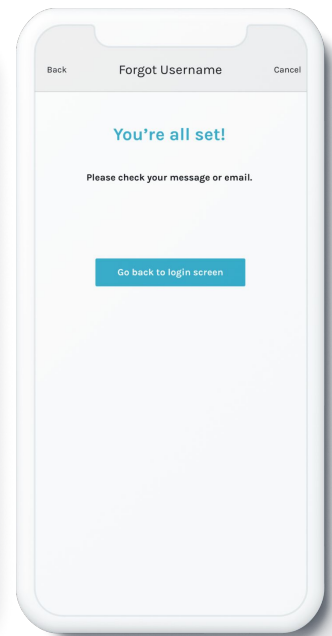 Back Forgot Username Cancel
You're all set!
Please check your message or email.
Go back to login screen